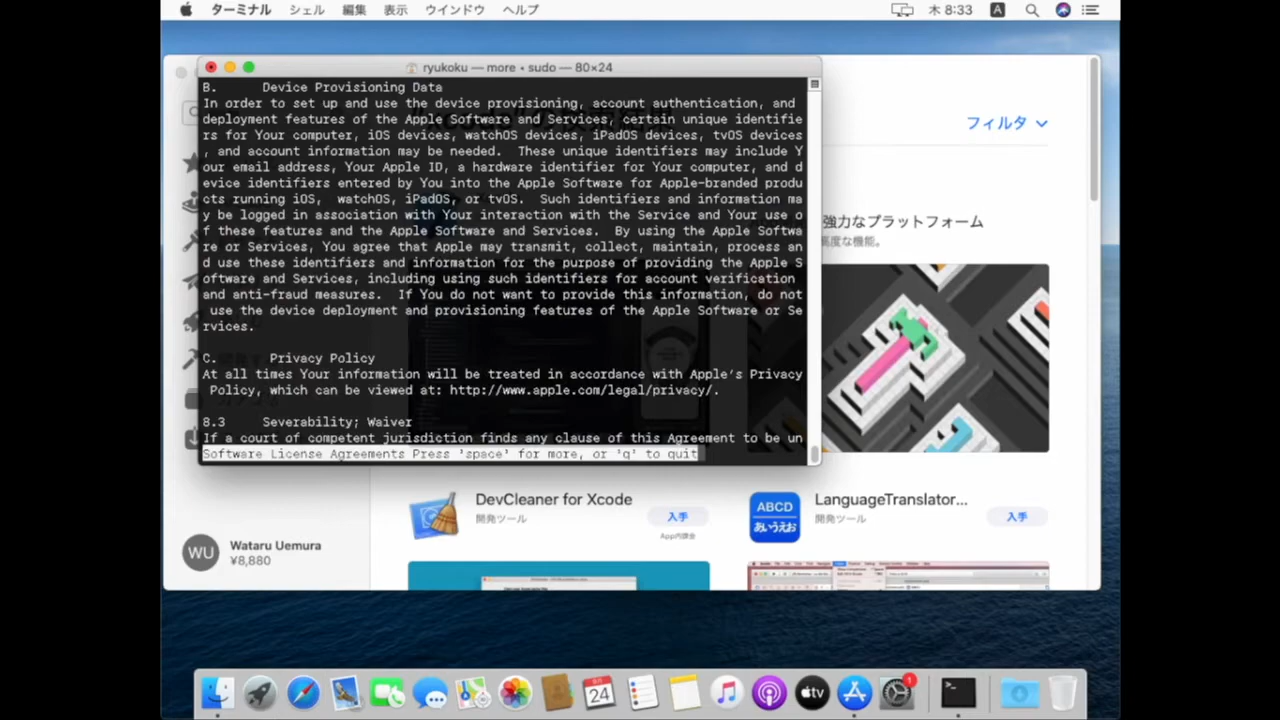 ターミナル シェル 編集 表示 ウインドウ ヘルプ
木 8:33
A
ryukoku — more • sudo — 80×24
B. Device Provisioning Data
In order to set up and use the device provisioning, account authentication, and
deployment features of the Apple Software and Services, certain unique identifie
rs for Your computer, iOS devices, watchOS devices, iPadOS devices, tvOS devices
, and account information may be needed. These unique identifiers may include Y
our email address, Your Apple ID, a hardware identifier for Your computer, and d
evice identifiers entered by You into the Apple Software for Apple-branded produ
cts running iOS, watchOS, iPadOS, or tvOS. Such identifiers and information ma
y be logged in association with Your interaction with the Service and Your use o
f these features and the Apple Software and Services. By using the Apple Softwa
re or Services, You agree that Apple may transmit, collect, maintain, process an
d use these identifiers and information for the purpose of providing the Apple S
oftware and Services, including using such identifiers for account verification
and anti-fraud measures. If You do not want to provide this information, do not
use the device deployment and provisioning features of the Apple Software or Se
rvices.
C. Privacy Policy
At all times Your information will be treated in accordance with Apple's Privacy
Policy, which can be viewed at: http://www.apple.com/legal/privacy/.
8.3 Severability; Waiver
If a court of competent jurisdiction finds any clause of this Agreement to be un
Software License Agreements Press 'space' for more, or 'q' to quit
フィルタ
強力なプラットフォーム
高度な機能。
DevCleaner for Xcode
開発ツール
入手
App内課金
ABCD
あいうえお
LanguageTranslator...
開発ツール
入手
WU
Wataru Uemura
¥8,880
24
tv
1